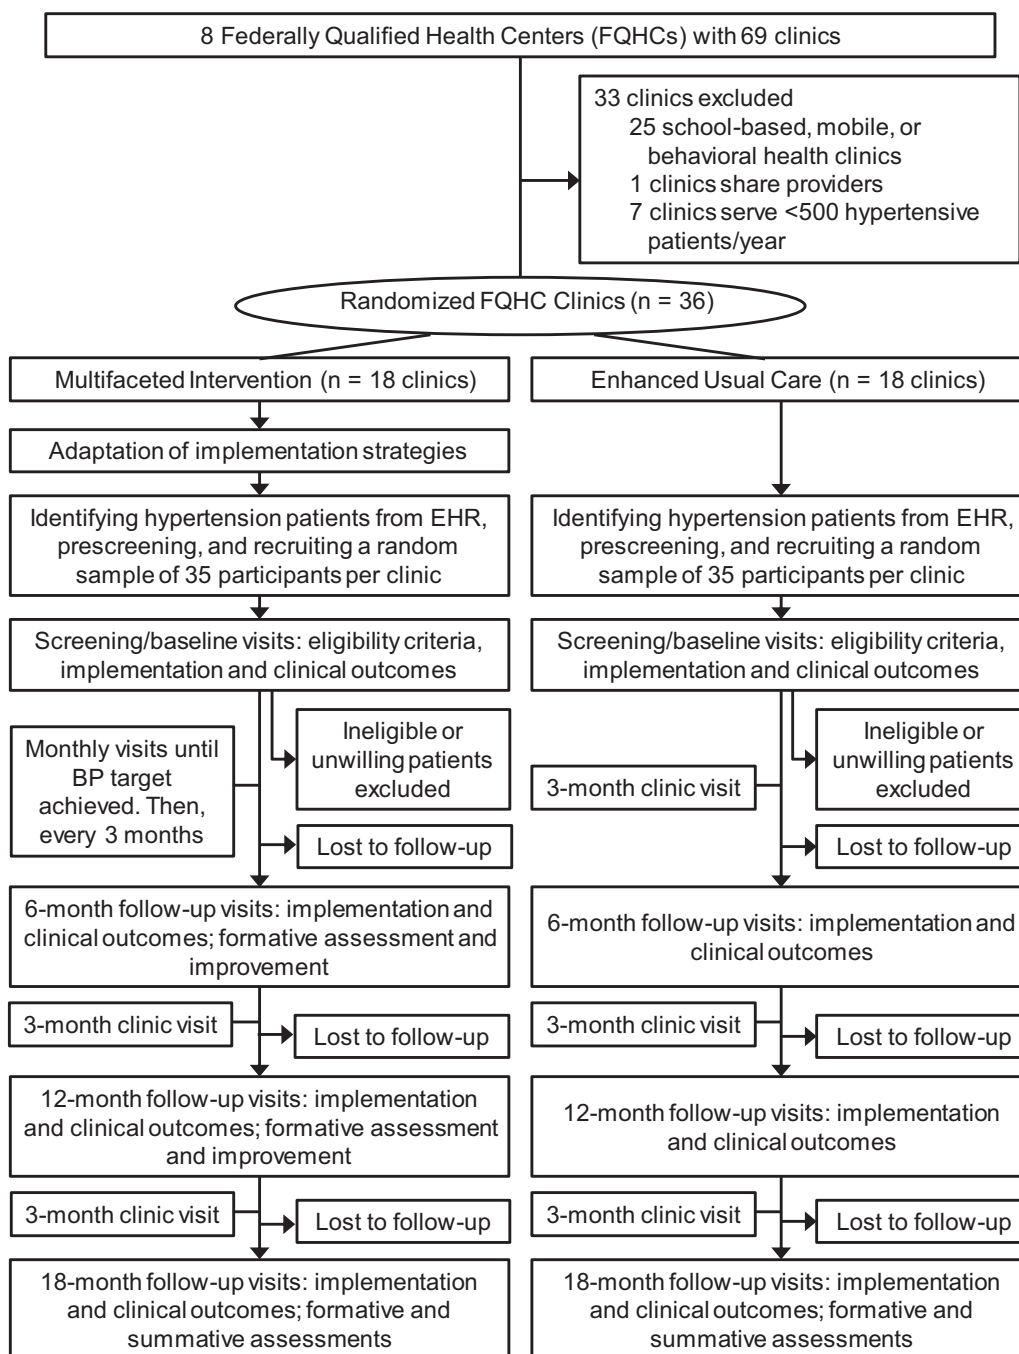 8 Federally Qualified Health Centers (FQHCs) with 69 clinics
33 clinics excluded
25 school-based, mobile, or
behavioral health clinics
1 clinics share providers
7 clinics serve <500 hypertensive
patients/year
Randomized FQHC Clinics (n = 36)
Multifaceted Intervention (n = 18 clinics)
Enhanced Usual Care (n = 18 clinics)
Adaptation of implementation strategies
Identifying hypertension patients from EHR,
prescreening, and recruiting a random
sample of 35 participants per clinic
Identifying hypertension patients from EHR,
prescreening, and recruiting a random
sample of 35 participants per clinic
Screening/baseline visits: eligibility criteria,
implementation and clinical outcomes
Screening/baseline visits: eligibility criteria,
implementation and clinical outcomes
Monthly visits until
BP target
achieved. Then,
every 3 months
Ineligible or
unwilling patients
excluded
3-month clinic visit
Ineligible or
unwilling patients
excluded
Lost to follow-up
Lost to follow-up
6-month follow-up visits: implementation and
clinical outcomes; formative assessment and
improvement
6-month follow-up visits: implementation and
clinical outcomes
3-month clinic visit
Lost to follow-up
3-month clinic visit
Lost to follow-up
12-month follow-up visits: implementation
and clinical outcomes; formative assessment
and improvement
12-month follow-up visits: implementation
and clinical outcomes
3-month clinic visit
Lost to follow-up
3-month clinic visit
Lost to follow-up
18-month follow-up visits: implementation
and clinical outcomes; formative and
summative assessments
18-month follow-up visits: implementation
and clinical outcomes; formative and
summative assessments